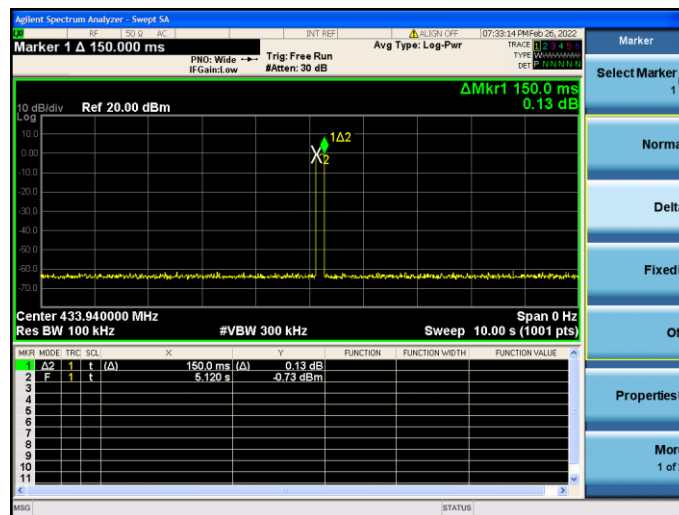 Agilent Spectrum Analyzer - Swept SA
RF 50 Ω AC INT REF ALIGN OFF 07:33:14 PM Feb 26, 2022
Marker 1 Δ 150.000 ms
PNO: Wide
IFGain:Low
Trig: Free Run
#Atten: 30 dB
Avg Type: Log-Pwr
TRACE 1 2 3 4 5 6
TYPE
DET P N N N N N
ΔMkr1 150.0 ms
0.13 dB
10 dB/div Ref 20.00 dBm
Log
10.0
0.00
-10.0
-20.0
-30.0
-40.0
-50.0
-60.0
-70.0
1Δ2
2
Center 433.940000 MHz Span 0 Hz
Res BW 100 kHz #VBW 300 kHz Sweep 10.00 s (1001 pts)
MKR MODE TRC SCL X Y FUNCTION FUNCTION WIDTH FUNCTION VALUE
1 Δ2 1 t (Δ) 150.0 ms (Δ) 0.13 dB
2 F 1 t 5.120 s -0.73 dBm
3
4
5
6
7
8
9
10
11
MSG STATUS
Marker
Select Marker
1
Norma
Delt
Fixed
Of
Properties
Mor
1 of